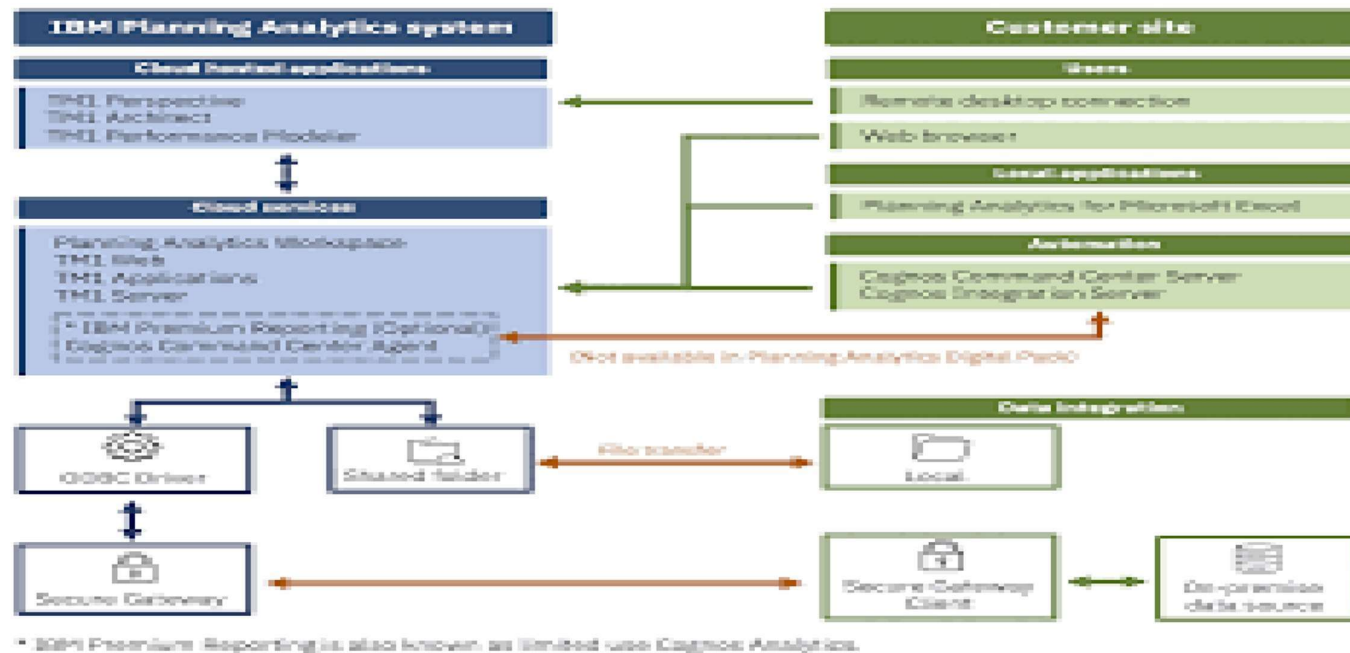 IBM Planning Analytics system
Cloud hosted applications
TM1 Perspective
TM1 Architect
TM1 Performance Modeler
Cloud services
Planning Analytics Workspace
TM1 Web
TM1 Applications
TM1 Server
* IBM Premium Reporting (Optional)
Cognos Command Center Agent
ODBC Driver
Shared folder
Secure Gateway
Customer site
Users
Remote desktop connection
Web browser
Local applications
Planning Analytics for Microsoft Excel
Automation
Cognos Command Center Server
Cognos Integration Server
(Not available in Planning Analytics Digital Pack)
Data integration
File transfer
Local
Secure Gateway
Client
On-premise
data source
* IBM Premium Reporting is also known as limited use Cognos Analytics.